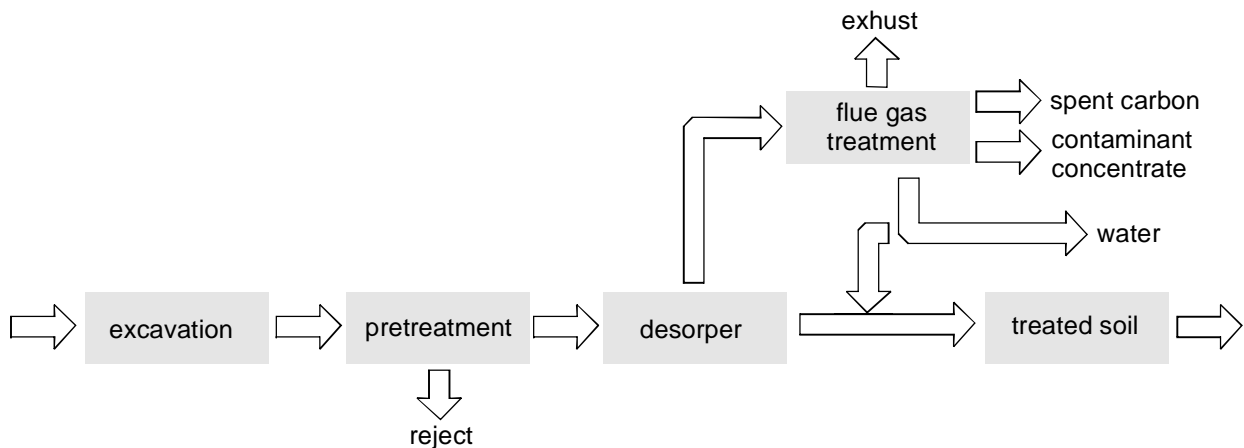 exhust
flue gas
treatment
spent carbon
contaminant
concentrate
water
excavation
pretreatment
desorper
treated soil
reject